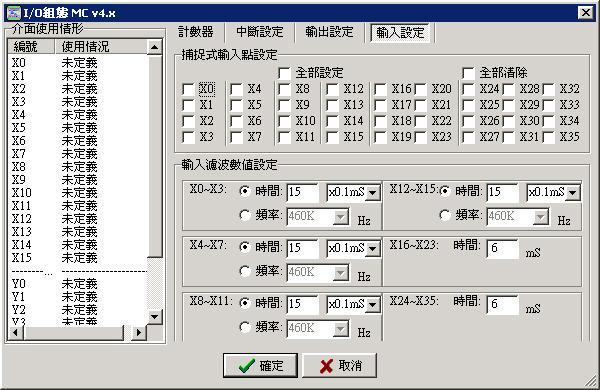 I/O組態 MC v4.x
介面使用情形
編號 使用情況
X0 未定義
X1 未定義
X2 未定義
X3 未定義
X4 未定義
X5 未定義
X6 未定義
X7 未定義
X8 未定義
X9 未定義
X10 未定義
X11 未定義
X12 未定義
X13 未定義
X14 未定義
X15 未定義
--------... ---------------
Y0 未定義
Y1 未定義
Y2 未定義
Y3 未定義
計數器 中斷設定 輸出設定 輸入設定
捕捉式輸入點設定
全部設定 全部清除
X0 X4 X8 X12 X16 X20 X24 X28 X32
X1 X5 X9 X13 X17 X21 X25 X29 X33
X2 X6 X10 X14 X18 X22 X26 X30 X34
X3 X7 X11 X15 X19 X23 X27 X31 X35
輸入濾波數值設定
X0~X3: 時間: 15 x0.1mS X12~X15: 時間: 15 x0.1mS
頻率: 460K Hz 頻率: 460K Hz
X4~X7: 時間: 15 x0.1mS X16~X23: 時間: 6 mS
頻率: 460K Hz
X8~X11: 時間: 15 x0.1mS X24~X35: 時間: 6 mS
頻率: 460K Hz
確定 取消